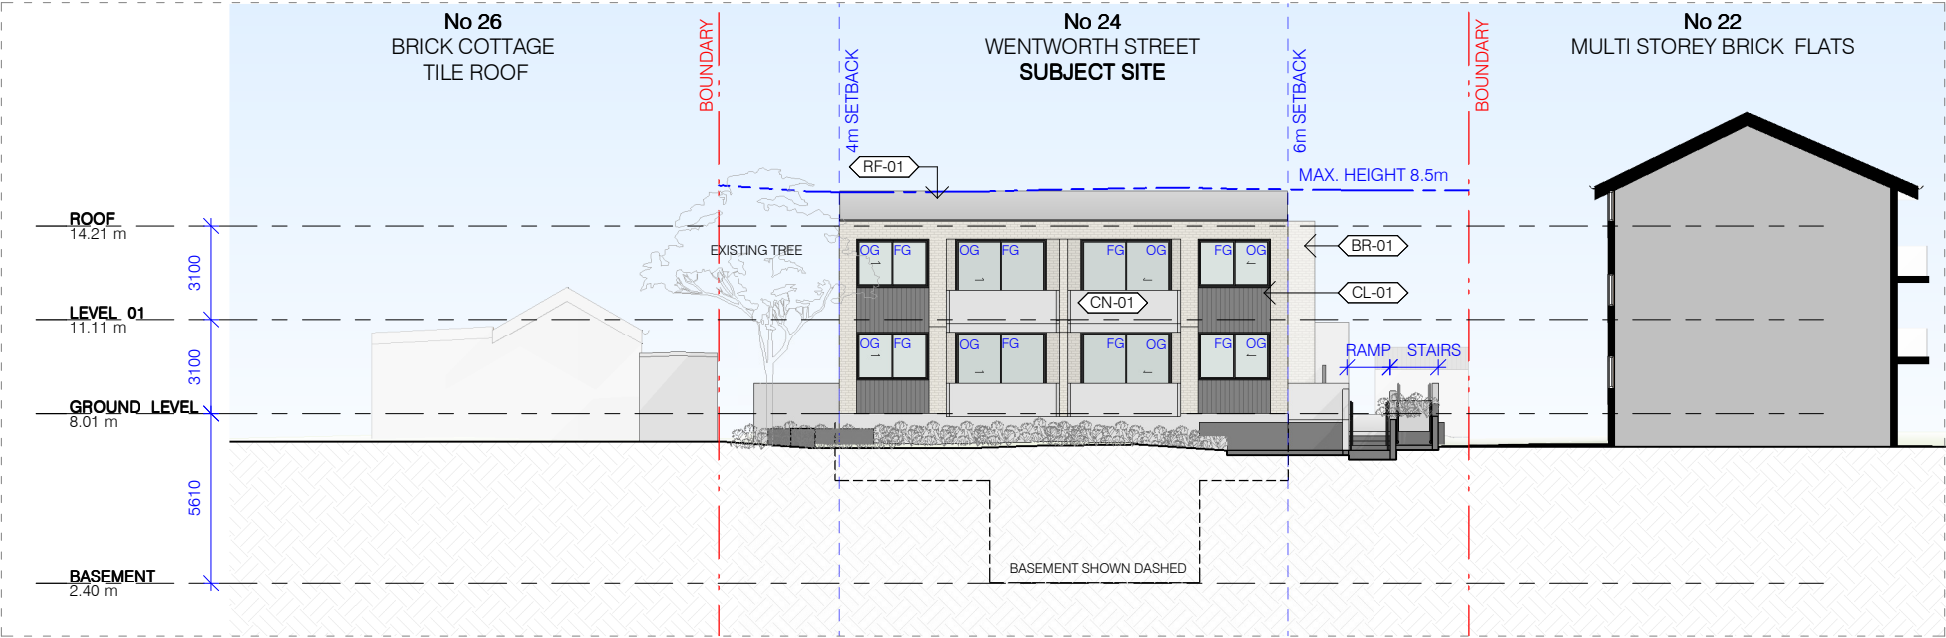 No 26
BRICK COTTAGE
TILE ROOF
BOUNDARY
4m SETBACK
No 24
WENTWORTH STREET
SUBJECT SITE
6m SETBACK
BOUNDARY
No 22
MULTI STOREY BRICK FLATS
RF-01
MAX. HEIGHT 8.5m
ROOF
14.21 m
EXISTING TREE
OG FG
OG FG
FG OG
FG OG
BR-01
3100
CN-01
CL-01
LEVEL 01
11.11 m
OG FG
OG FG
FG OG
FG OG
RAMP STAIRS
3100
GROUND LEVEL
8.01 m
5610
BASEMENT SHOWN DASHED
BASEMENT
2.40 m